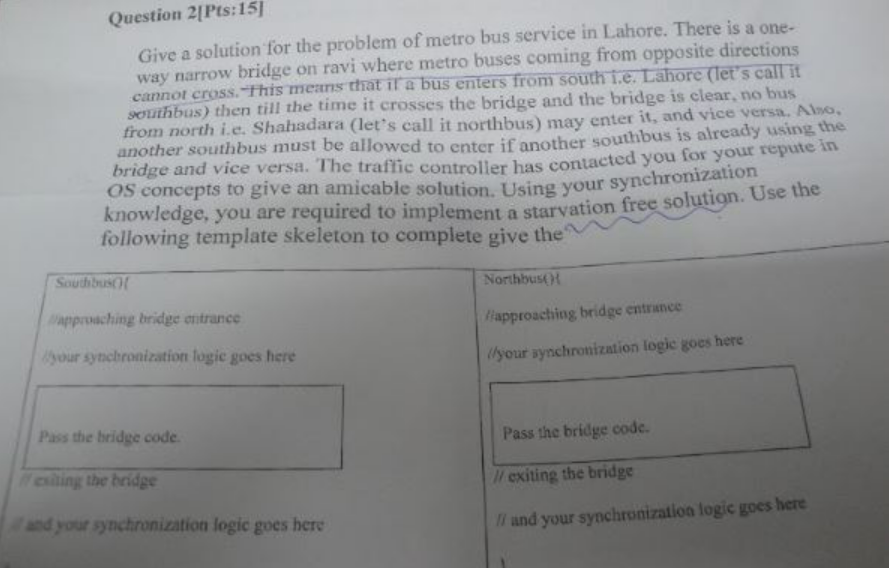 Question 2[Pts:15]
Give a solution for the problem of metro bus service in Lahore. There is a one-
way narrow bridge on ravi where metro buses coming from opposite directions
cannot cross. This means that if a bus enters from south i.e. Lahore (let's call it
southbus) then till the time it crosses the bridge and the bridge is clear, no bus
from north i.e. Shahadara (let's call it northbus) may enter it, and vice versa. Also,
another southbus must be allowed to enter if another southbus is already using the
bridge and vice versa. The traffic controller has contacted you for your repute in
OS concepts to give an amicable solution. Using your synchronization
knowledge, you are required to implement a starvation free solution. Use the
following template skeleton to complete give the
Southbus(){
//approaching bridge entrance
//your synchronization logic goes here
Pass the bridge code.
// exiting the bridge
// and your synchronization logic goes here
Northbus(){
//approaching bridge entrance
//your synchronization logic goes here
Pass the bridge code.
// exiting the bridge
// and your synchronization logic goes here